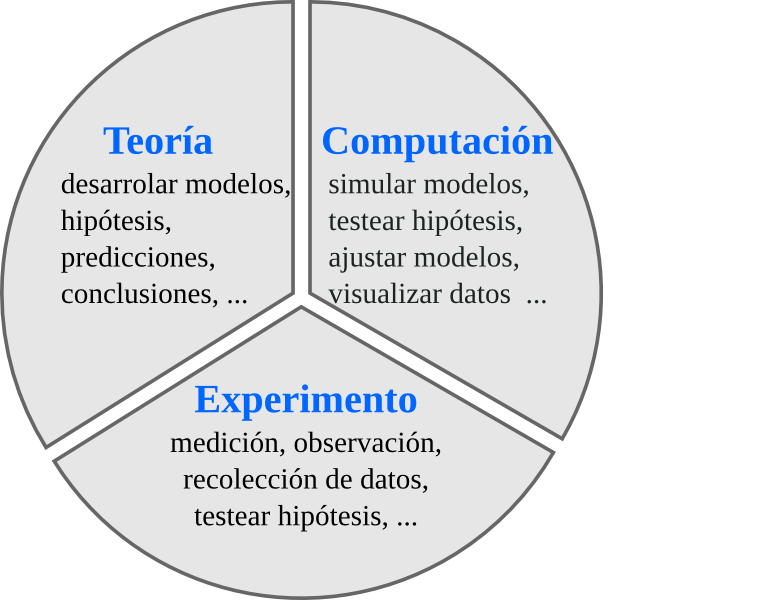 Teoría
desarrolar modelos,
hipótesis,
predicciones,
conclusiones, ...
Computación
simular modelos,
testear hipótesis,
ajustar modelos,
visualizar datos ...
Experimento
medición, observación,
recolección de datos,
testear hipótesis, ...